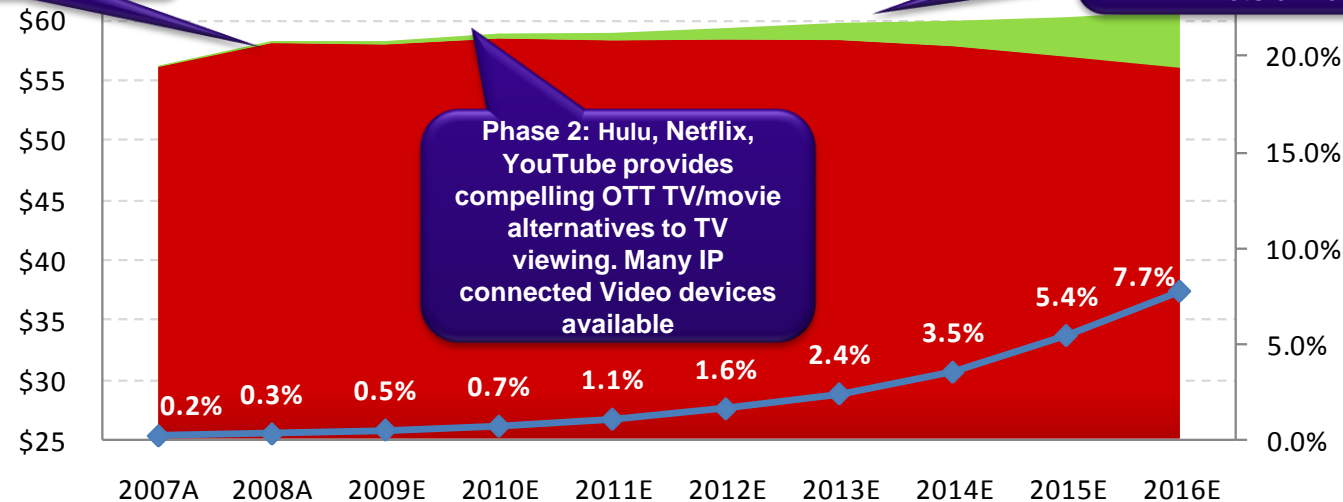 $60
$55
$50
$45
$40
$35
$30
$25
20.0%
15.0%
10.0%
5.0%
0.0%
Phase 2: Hulu, Netflix,
YouTube provides
compelling OTT TV/movie
alternatives to TV
viewing. Many IP
connected Video devices
available
0.2% 0.3% 0.5% 0.7% 1.1% 1.6% 2.4% 3.5% 5.4% 7.7%
2007A 2008A 2009E 2010E 2011E 2012E 2013E 2014E 2015E 2016E